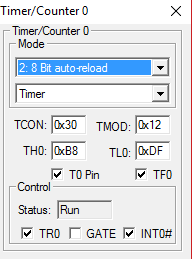 Timer/Counter 0
Timer/Counter 0
Mode
2: 8 Bit auto-reload
Timer
TCON: 0x30 TMOD: 0x12
TH0: 0xB8 TL0: 0xDF
T0 Pin TF0
Control
Status: Run
TR0 GATE INT0#